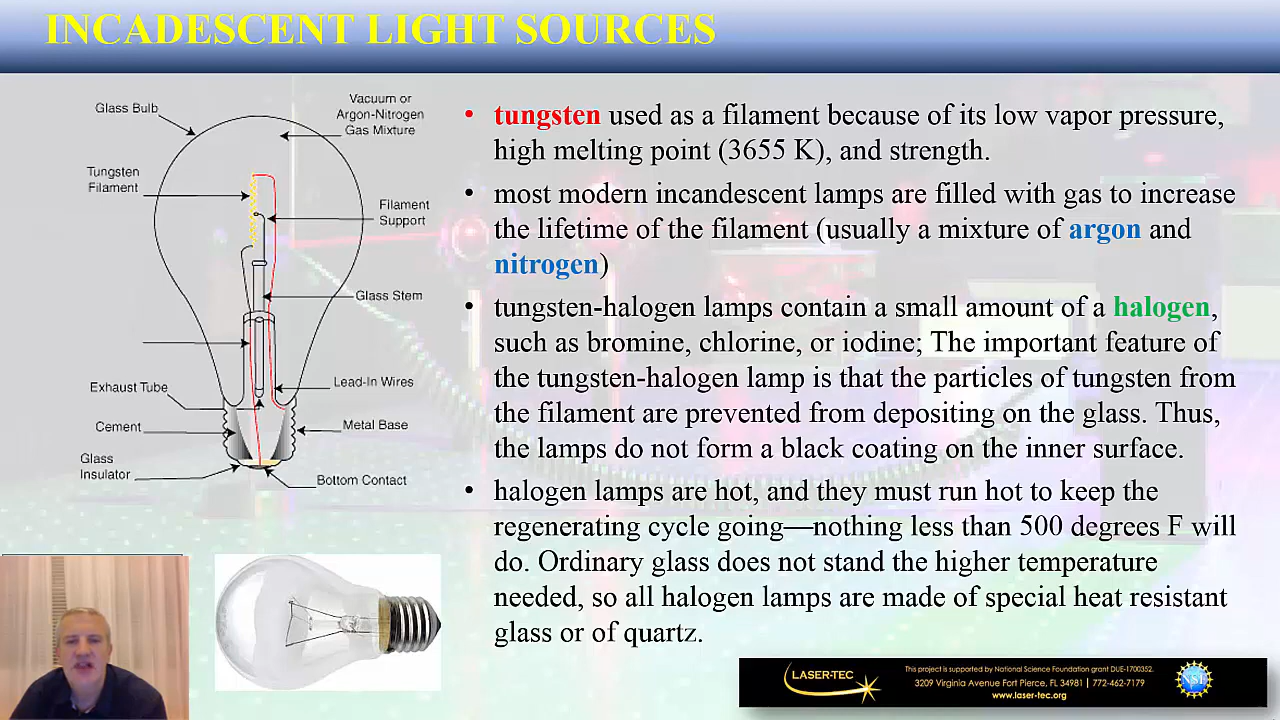 INCADESCENT LIGHT SOURCES
Glass Bulb
Vacuum or
Argon-Nitrogen
Gas Mixture
Tungsten
Filament
Filament
Support
Glass Stem
Exhaust Tube
Lead-In Wires
Cement
Metal Base
Glass
Insulator
Bottom Contact
• tungsten used as a filament because of its low vapor pressure,
high melting point (3655 K), and strength.
• most modern incandescent lamps are filled with gas to increase
the lifetime of the filament (usually a mixture of argon and
nitrogen)
• tungsten-halogen lamps contain a small amount of a halogen,
such as bromine, chlorine, or iodine; The important feature of
the tungsten-halogen lamp is that the particles of tungsten from
the filament are prevented from depositing on the glass. Thus,
the lamps do not form a black coating on the inner surface.
• halogen lamps are hot, and they must run hot to keep the
regenerating cycle going—nothing less than 500 degrees F will
do. Ordinary glass does not stand the higher temperature
needed, so all halogen lamps are made of special heat resistant
glass or of quartz.
LASER-TEC
This project is supported by National Science Foundation grant DUE-1700352.
3209 Virginia Avenue Fort Pierce, FL 34981 | 772-462-7179
www.laser-tec.org
NSF